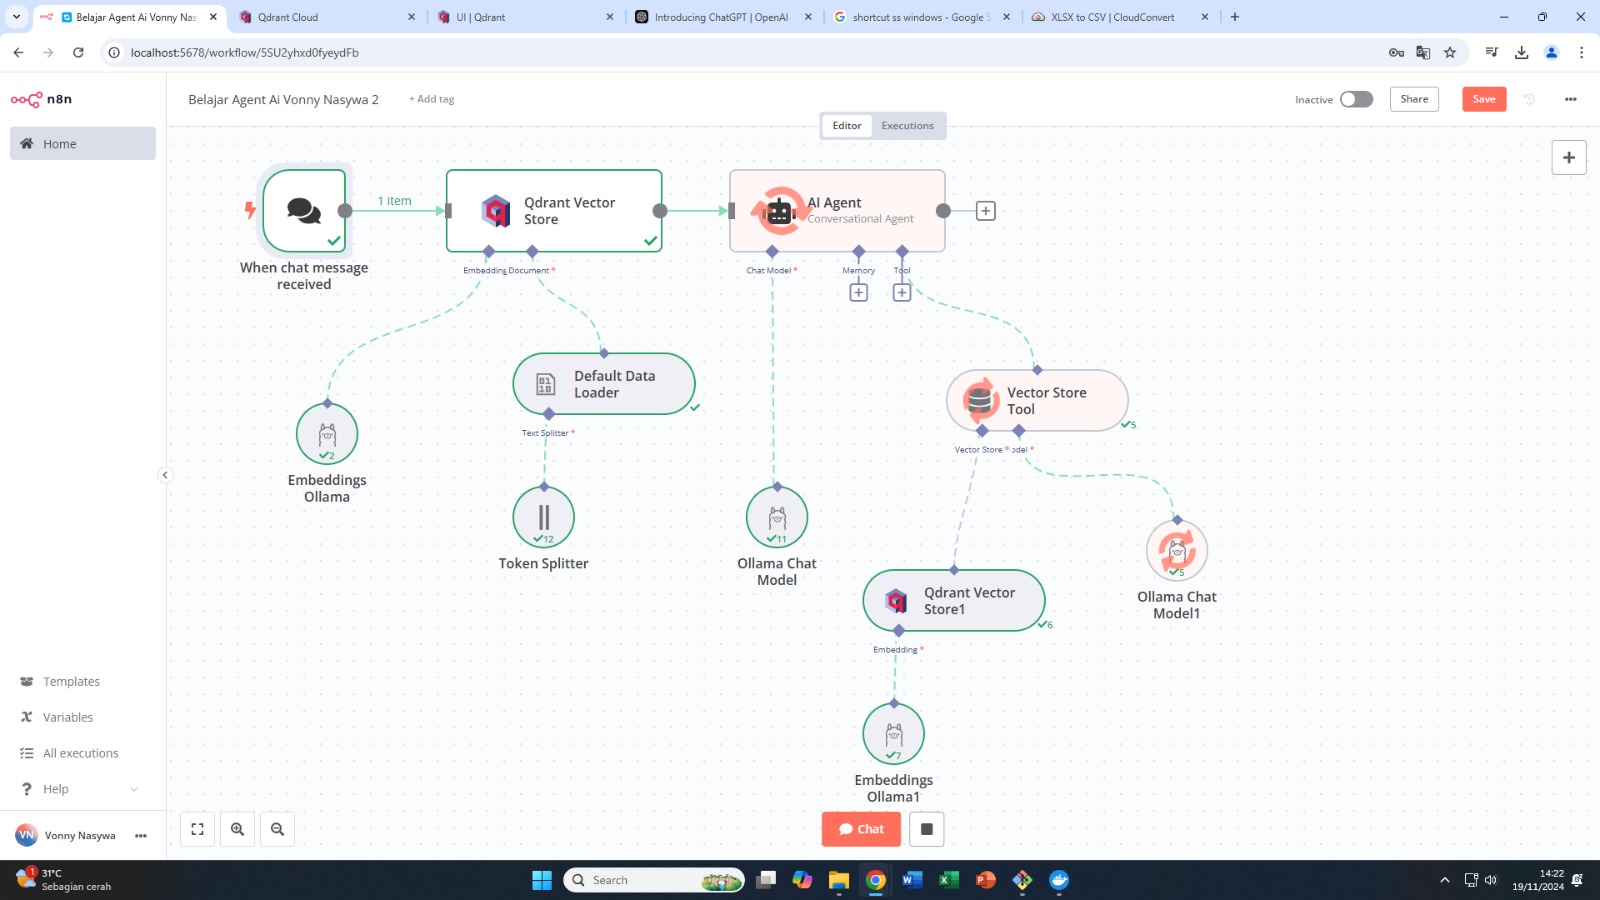 Belajar Agent Ai Vonny Nas
Qdrant Cloud
UI | Qdrant
Introducing ChatGPT | OpenAI
shortcut ss windows - Google S
XLSX to CSV | CloudConvert
localhost:5678/workflow/5SU2yhxd0fyeydFb
n8n
Belajar Agent Ai Vonny Nasywa 2
+ Add tag
Inactive
Share
Save
Editor
Executions
Home
1 item
Qdrant Vector
Store
AI Agent
Conversational Agent
When chat message
received
Embedding
Document *
Chat Model *
Memory
Tool
Default Data
Loader
Text Splitter *
Vector Store
Tool
5
Vector Store *
odel *
2
Embeddings
Ollama
12
Token Splitter
11
Ollama Chat
Model
5
Ollama Chat
Model1
Qdrant Vector
Store1
6
Embedding *
7
Embeddings
Ollama1
Templates
Variables
All executions
Help
VN
Vonny Nasywa
Chat
1
31°C
Sebagian cerah
Search
14:22
19/11/2024